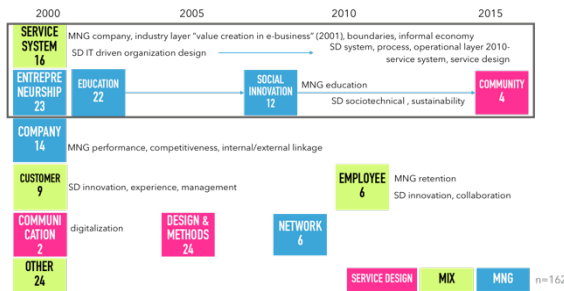 2000 2005 2010 2015
SERVICE
SYSTEM
16
MNG company, industry layer "value creation in e-business" (2001), boundaries, informal economy
SD IT driven organization design
SD system, process, operational layer 2010-
service system, service design
ENTREPRE
NEURSHIP
23
EDUCATION
22
SOCIAL
INNOVATION
12
MNG education
SD sociotechnical , sustainability
COMMUNITY
4
COMPANY
14
MNG performance, competitiveness, internal/external linkage
CUSTOMER
9
SD innovation, experience, management
EMPLOYEE
6
MNG retention
SD innovation, collaboration
COMMUNI
CATION
2
digitalization
DESIGN &
METHODS
24
NETWORK
6
OTHER
24
SERVICE DESIGN MIX MNG n=162